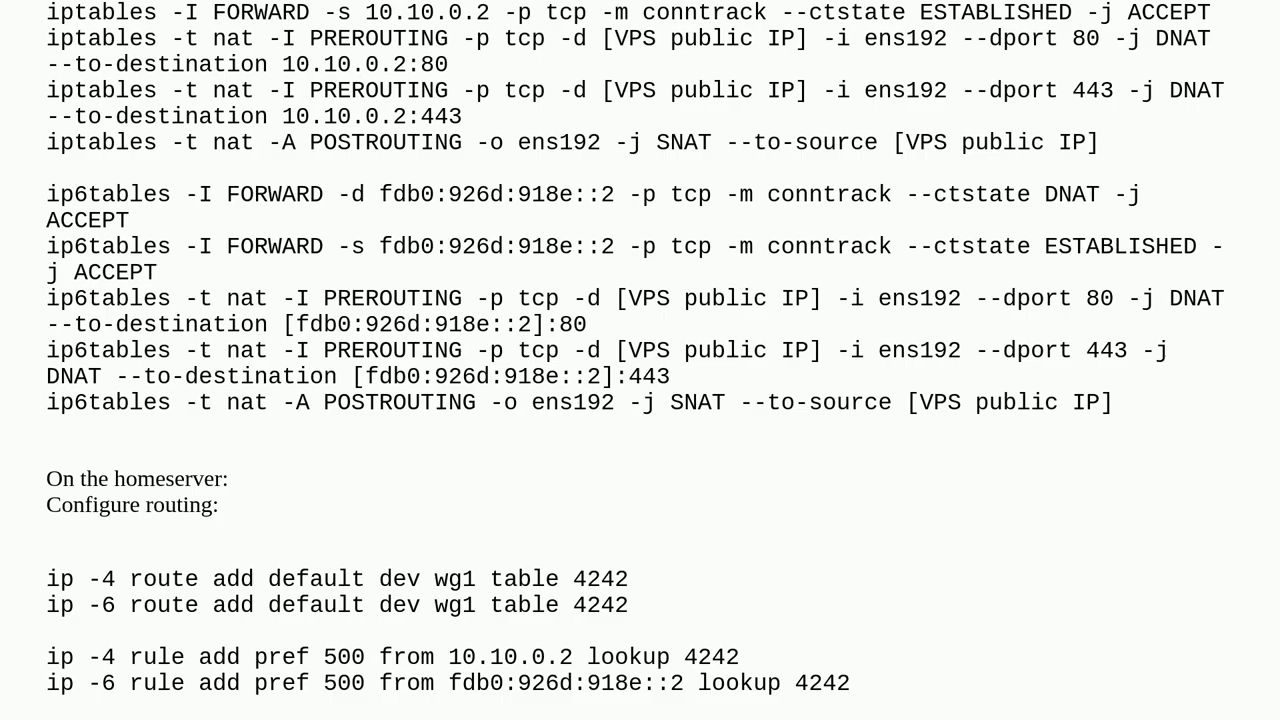 iptables -I FORWARD -s 10.10.0.2 -p tcp -m conntrack --ctstate ESTABLISHED -j ACCEPT
iptables -t nat -I PREROUTING -p tcp -d [VPS public IP] -i ens192 --dport 80 -j DNAT
--to-destination 10.10.0.2:80
iptables -t nat -I PREROUTING -p tcp -d [VPS public IP] -i ens192 --dport 443 -j DNAT
--to-destination 10.10.0.2:443
iptables -t nat -A POSTROUTING -o ens192 -j SNAT --to-source [VPS public IP]
ip6tables -I FORWARD -d fdb0:926d:918e::2 -p tcp -m conntrack --ctstate DNAT -j
ACCEPT
ip6tables -I FORWARD -s fdb0:926d:918e::2 -p tcp -m conntrack --ctstate ESTABLISHED -
j ACCEPT
ip6tables -t nat -I PREROUTING -p tcp -d [VPS public IP] -i ens192 --dport 80 -j DNAT
--to-destination [fdb0:926d:918e::2]:80
ip6tables -t nat -I PREROUTING -p tcp -d [VPS public IP] -i ens192 --dport 443 -j
DNAT --to-destination [fdb0:926d:918e::2]:443
ip6tables -t nat -A POSTROUTING -o ens192 -j SNAT --to-source [VPS public IP]
On the homeserver:
Configure routing:
ip -4 route add default dev wg1 table 4242
ip -6 route add default dev wg1 table 4242
ip -4 rule add pref 500 from 10.10.0.2 lookup 4242
ip -6 rule add pref 500 from fdb0:926d:918e::2 lookup 4242